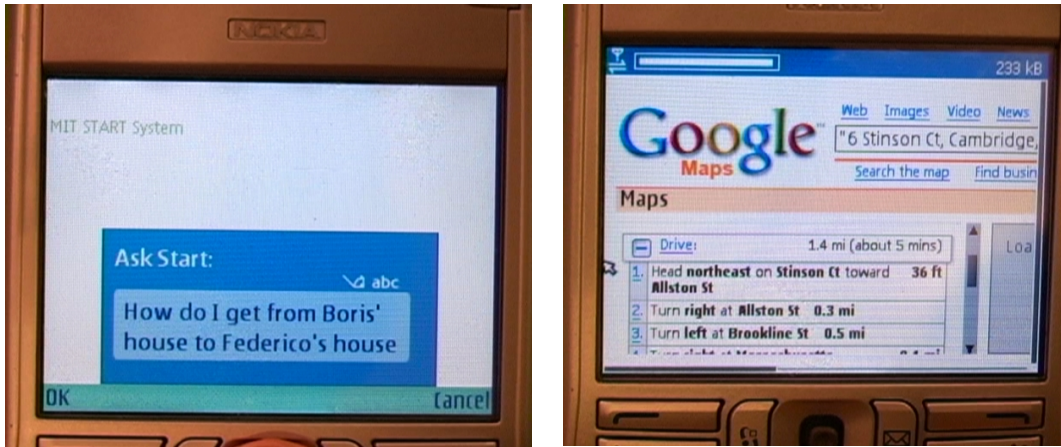 NOKIA
MIT START System
Ask Start:
abc
How do I get from Boris'
house to Federico's house
OK Cancel
233 kB
Web Images Video News
Google™
Maps
"6 Stinson Ct, Cambridge,
Search the map Find busin
Maps
Drive: 1.4 mi (about 5 mins)
Loa
1. Head northeast on Stinson Ct toward 36 ft
Allston St
2. Turn right at Allston St 0.3 mi
3. Turn left at Brookline St 0.5 mi